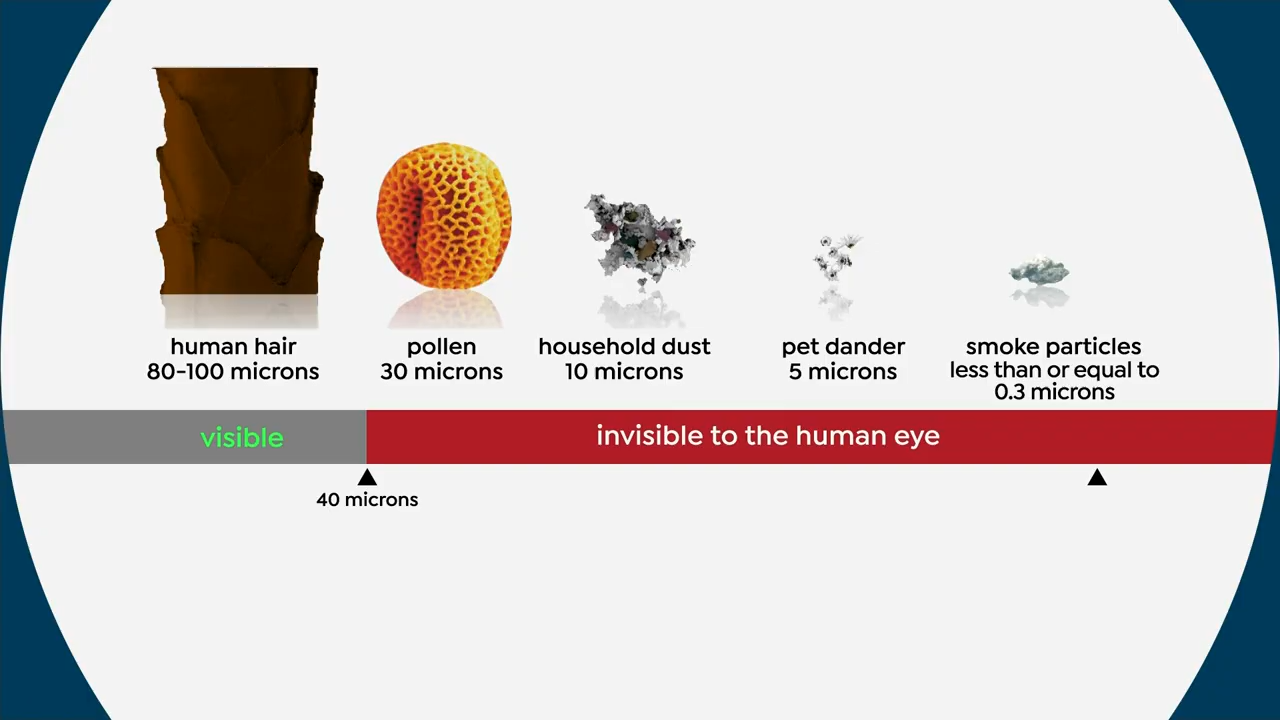 human hair
80-100 microns
pollen
30 microns
household dust
10 microns
pet dander
5 microns
smoke particles
less than or equal to
0.3 microns
visible
invisible to the human eye
40 microns